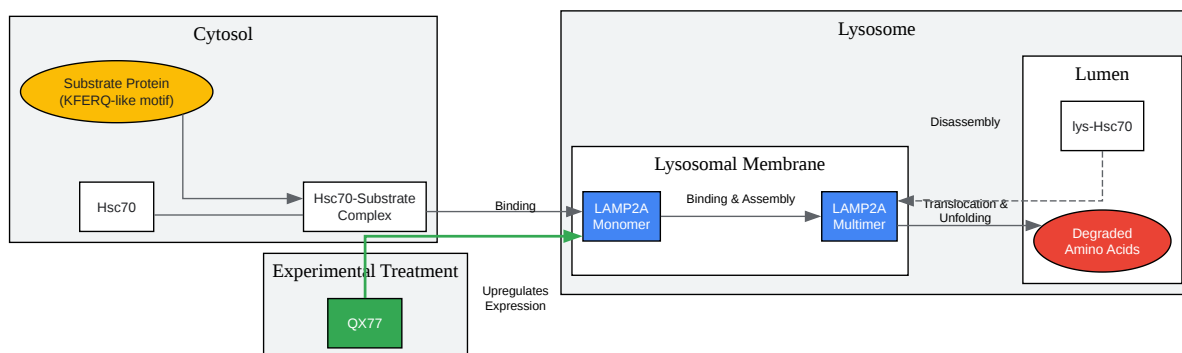 Cytosol
Substrate Protein
(KFERQ-like motif)
Hsc70
Hsc70-Substrate
Complex
Binding
Experimental Treatment
QX77
Upregulates
Expression
Lysosome
Lysosomal Membrane
LAMP2A
Monomer
Binding & Assembly
LAMP2A
Multimer
Disassembly
Translocation &
Unfolding
Lumen
lys-Hsc70
Degraded
Amino Acids